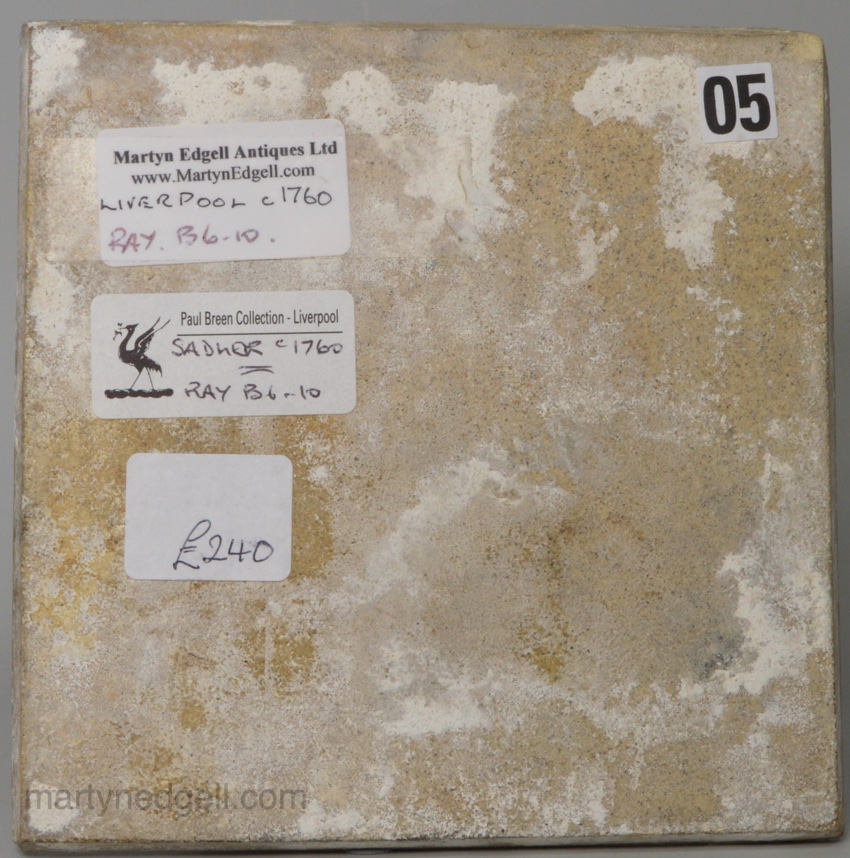 05
Martyn Edgell Antiques Ltd
www.MartynEdgell.com
LIVERPOOL c1760
RAY. B6-10.
Paul Breen Collection - Liverpool
SADLER c1760
RAY B6-10
£240
martynedgell.com